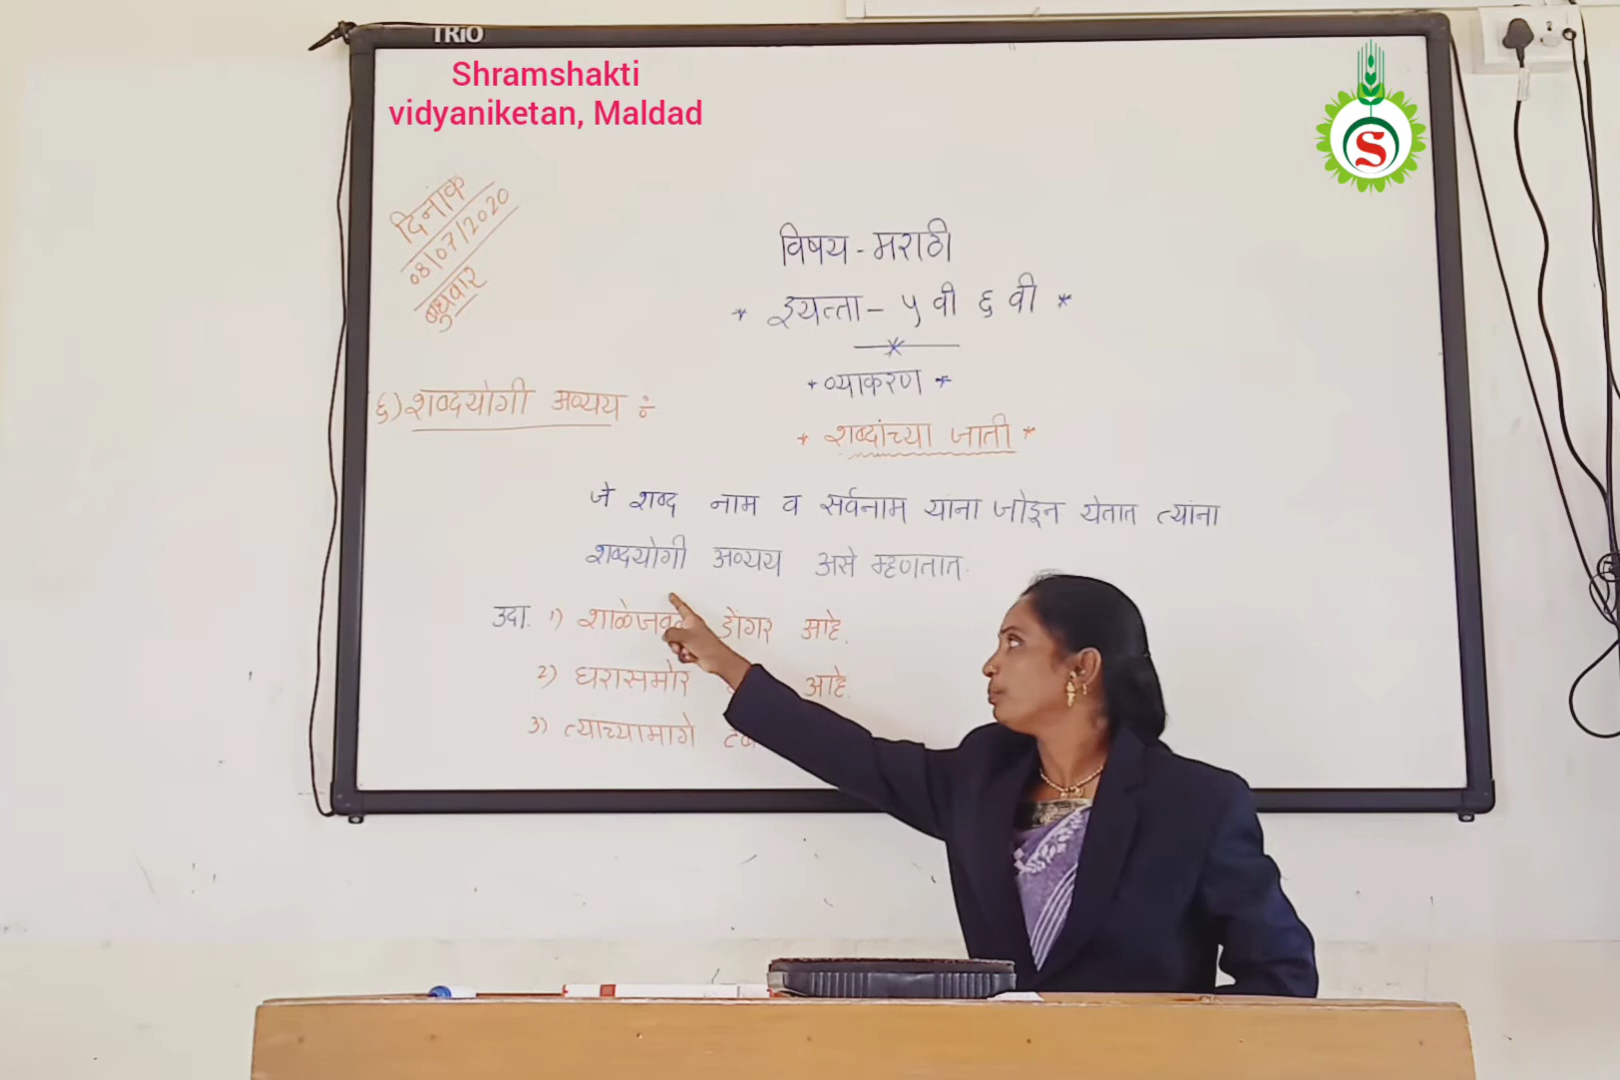 TRiO
Shramshakti
vidyaniketan, Maldad
S
दिनांक
08/07/2020
बुधवार
विषय - मराठी
* इयत्ता - ५ वी ६ वी *
* व्याकरण *
* शब्दांच्या जाती *
६) शब्दयोगी अव्यय :
जे शब्द नाम व सर्वनाम यांना जोडून येतात त्यांना
शब्दयोगी अव्यय असे म्हणतात.
उदा. १) शाळेजवळ डोंगर आहे.
२) घरासमोर आहे.
३) त्याच्यामागे